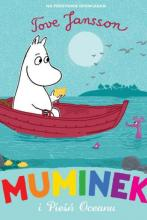 NA PODSTAWIE OPOWIADAŃ
Tove Jansson
MUMINEK
i Pieśń Oceanu